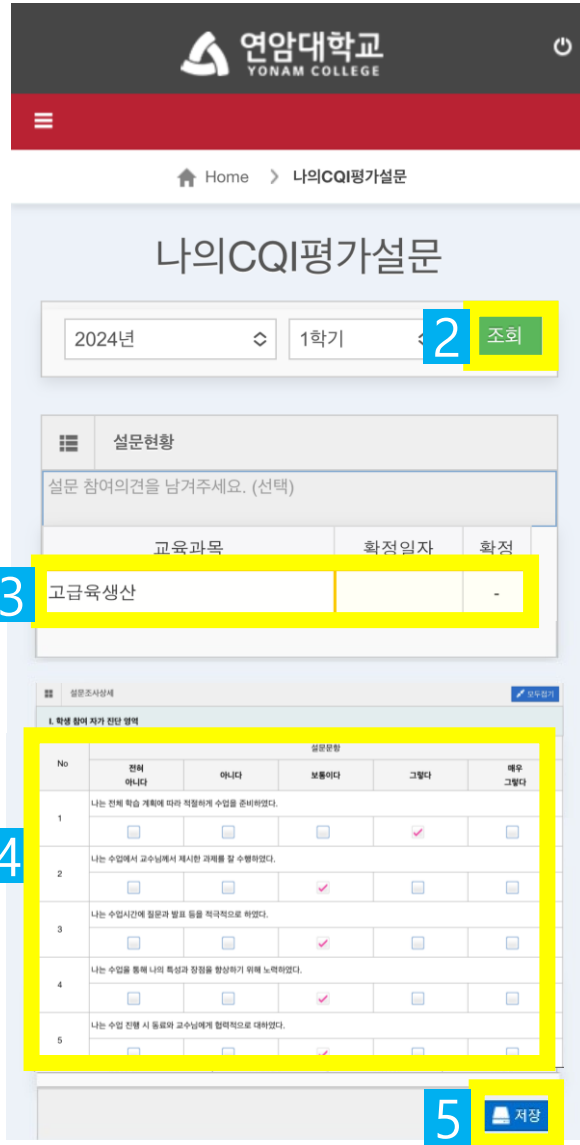 연암대학교
YONAM COLLEGE
Home > 나의CQI평가설문
나의CQI평가설문
2024년 1학기 2 조회
설문현황
설문 참여의견을 남겨주세요. (선택)
교육과목 확정일자 확정
3 고급육생산 -
설문조사상세 모두접기
I. 학생 참여 자가 진단 영역
4
No 설문문항
전혀 아니다 아니다 보통이다 그렇다 매우 그렇다
1 나는 전체 학습 계획에 따라 적절하게 수업을 준비하였다.
2 나는 수업에서 교수님께서 제시한 과제를 잘 수행하였다.
3 나는 수업시간에 질문과 발표 등을 적극적으로 하였다.
4 나는 수업을 통해 나의 특성과 장점을 향상하기 위해 노력하였다.
5 나는 수업 진행 시 동료와 교수님에게 협력적으로 대하였다.
5 저장